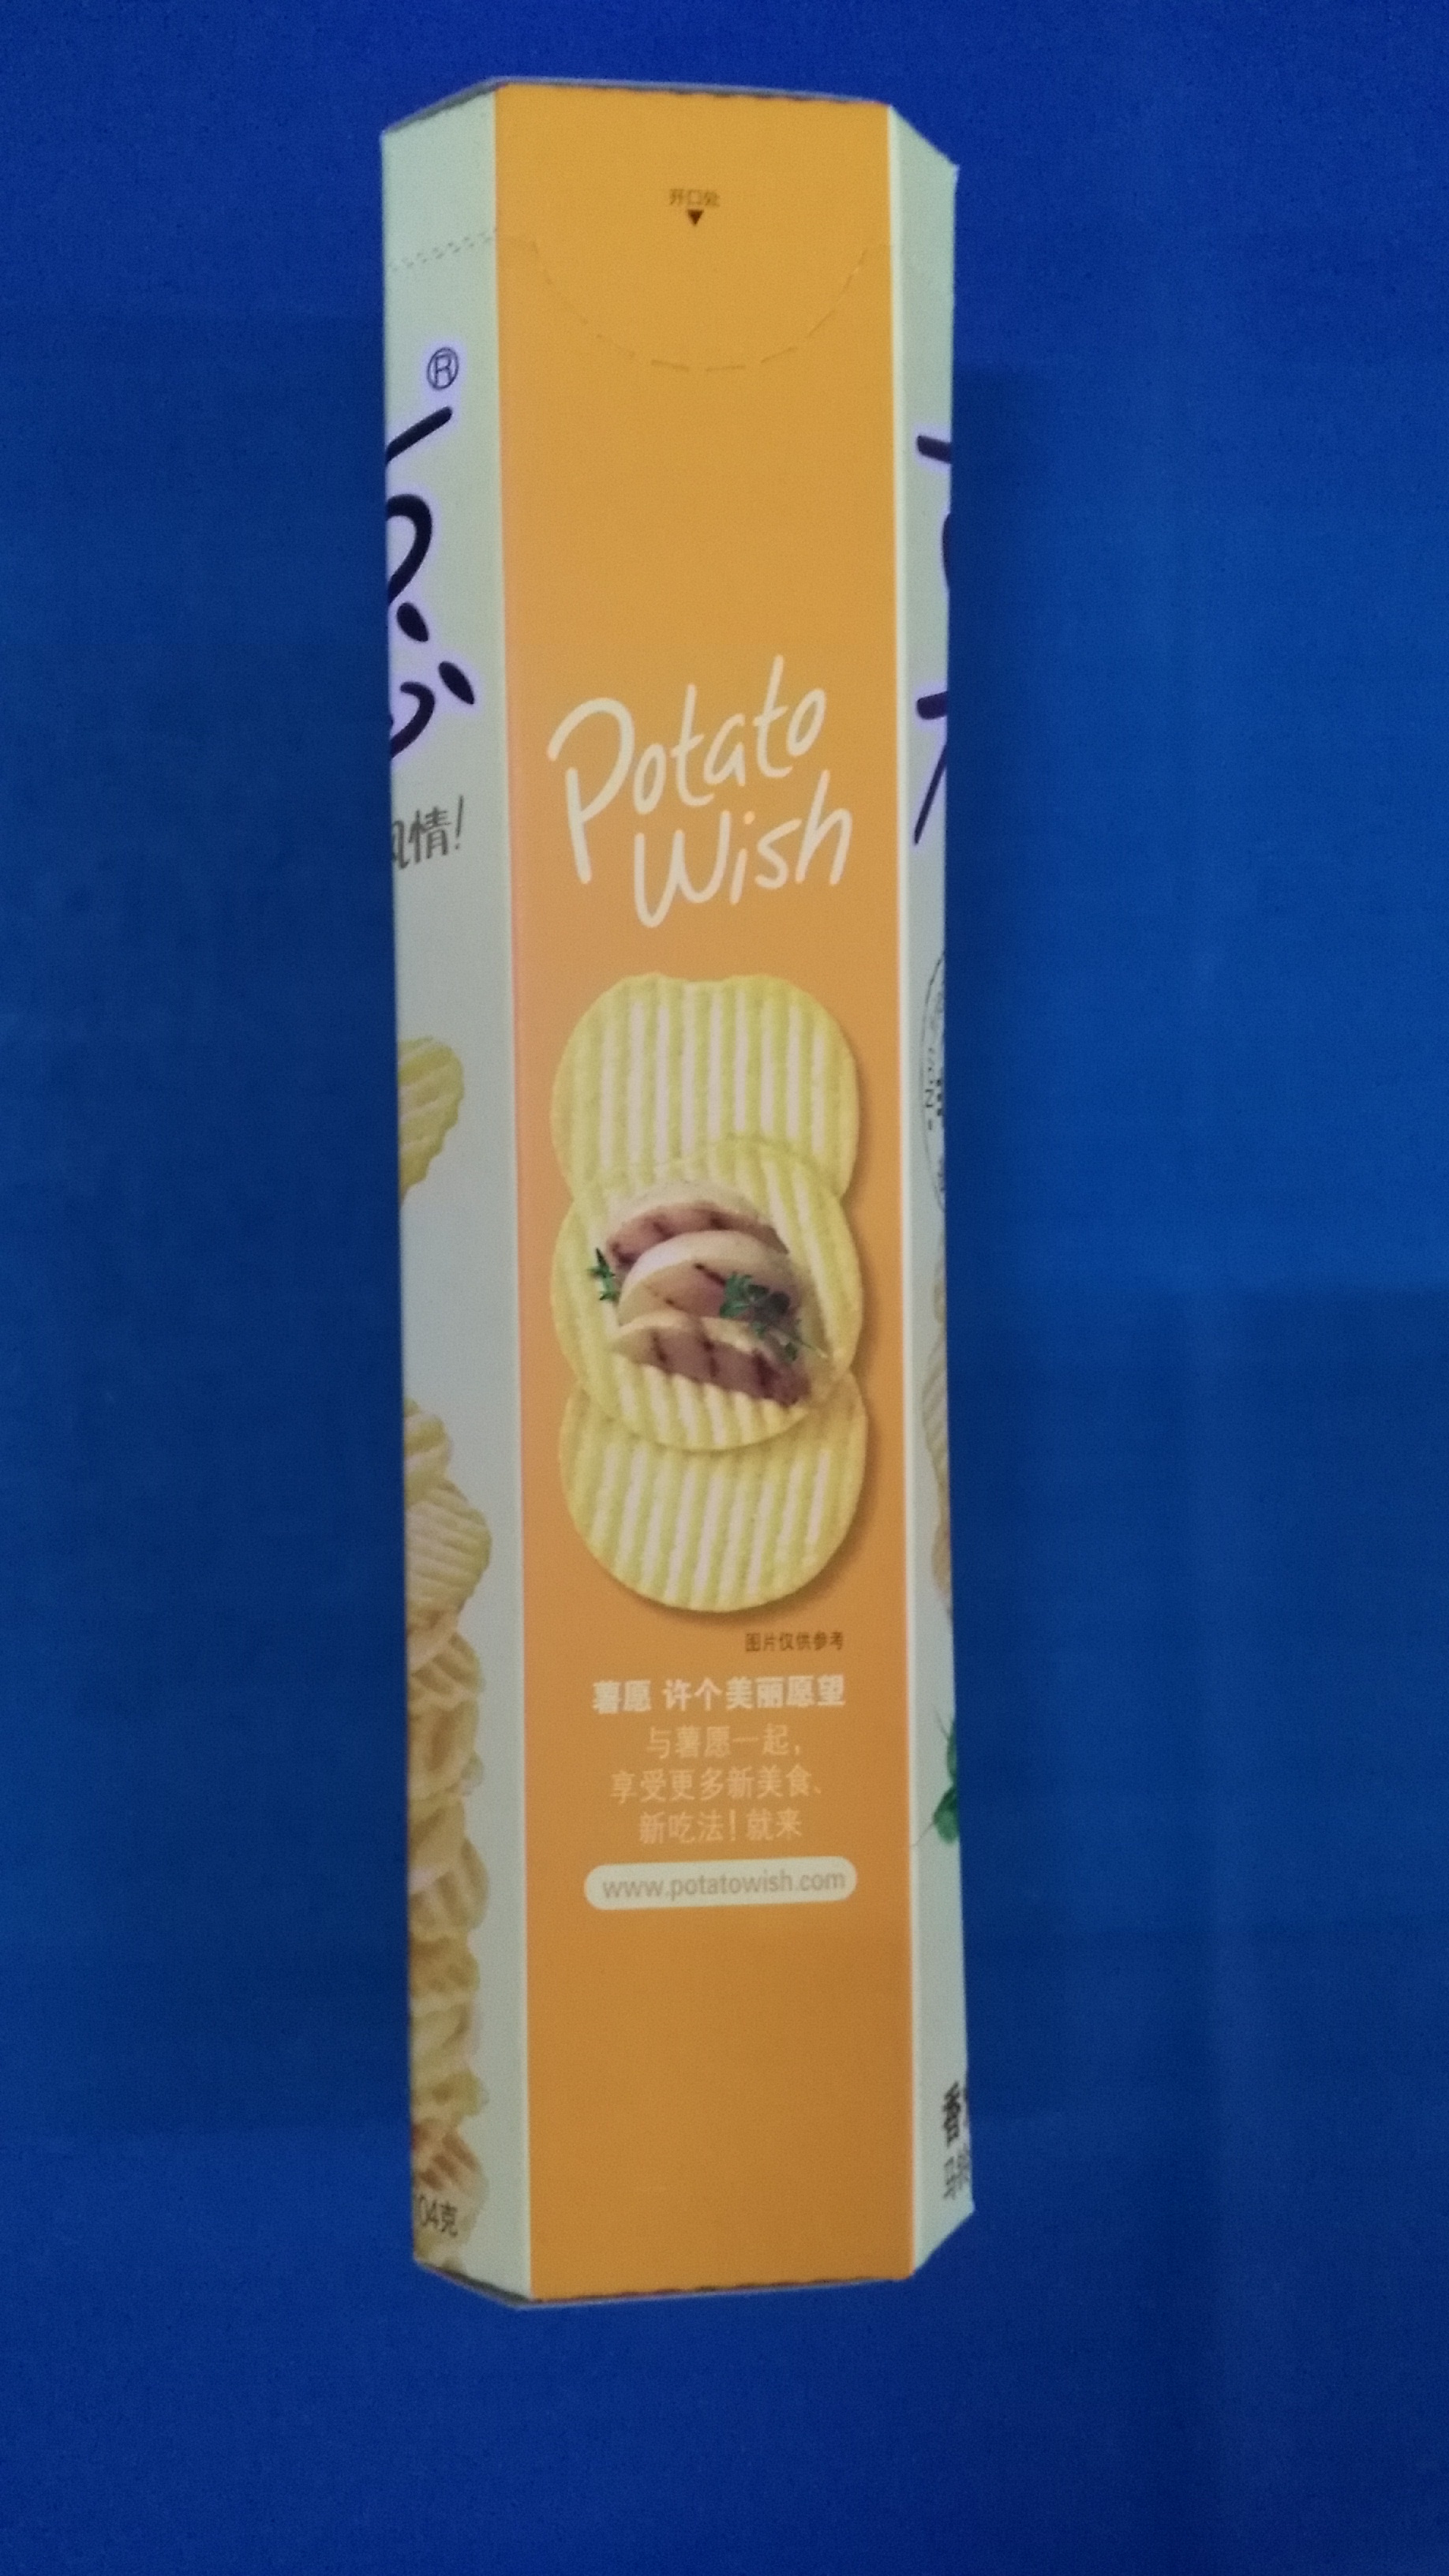 开口处
®
Potato
Wish
情!
图片仅供参考
薯愿 许个美丽愿望
与薯愿一起，
享受更多新美食、
新吃法！就来
www.potatowish.com
04克
香